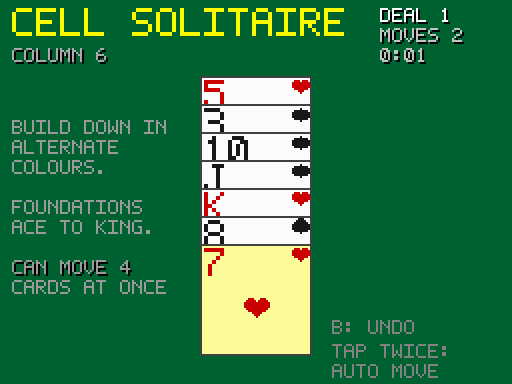 CELL SOLITAIRE
DEAL 1
MOVES 2
COLUMN 6
0:01
5
3
10
J
K
8
7
BUILD DOWN IN
ALTERNATE
COLOURS.
FOUNDATIONS
ACE TO KING.
CAN MOVE 4
CARDS AT ONCE
B: UNDO
TAP TWICE:
AUTO MOVE